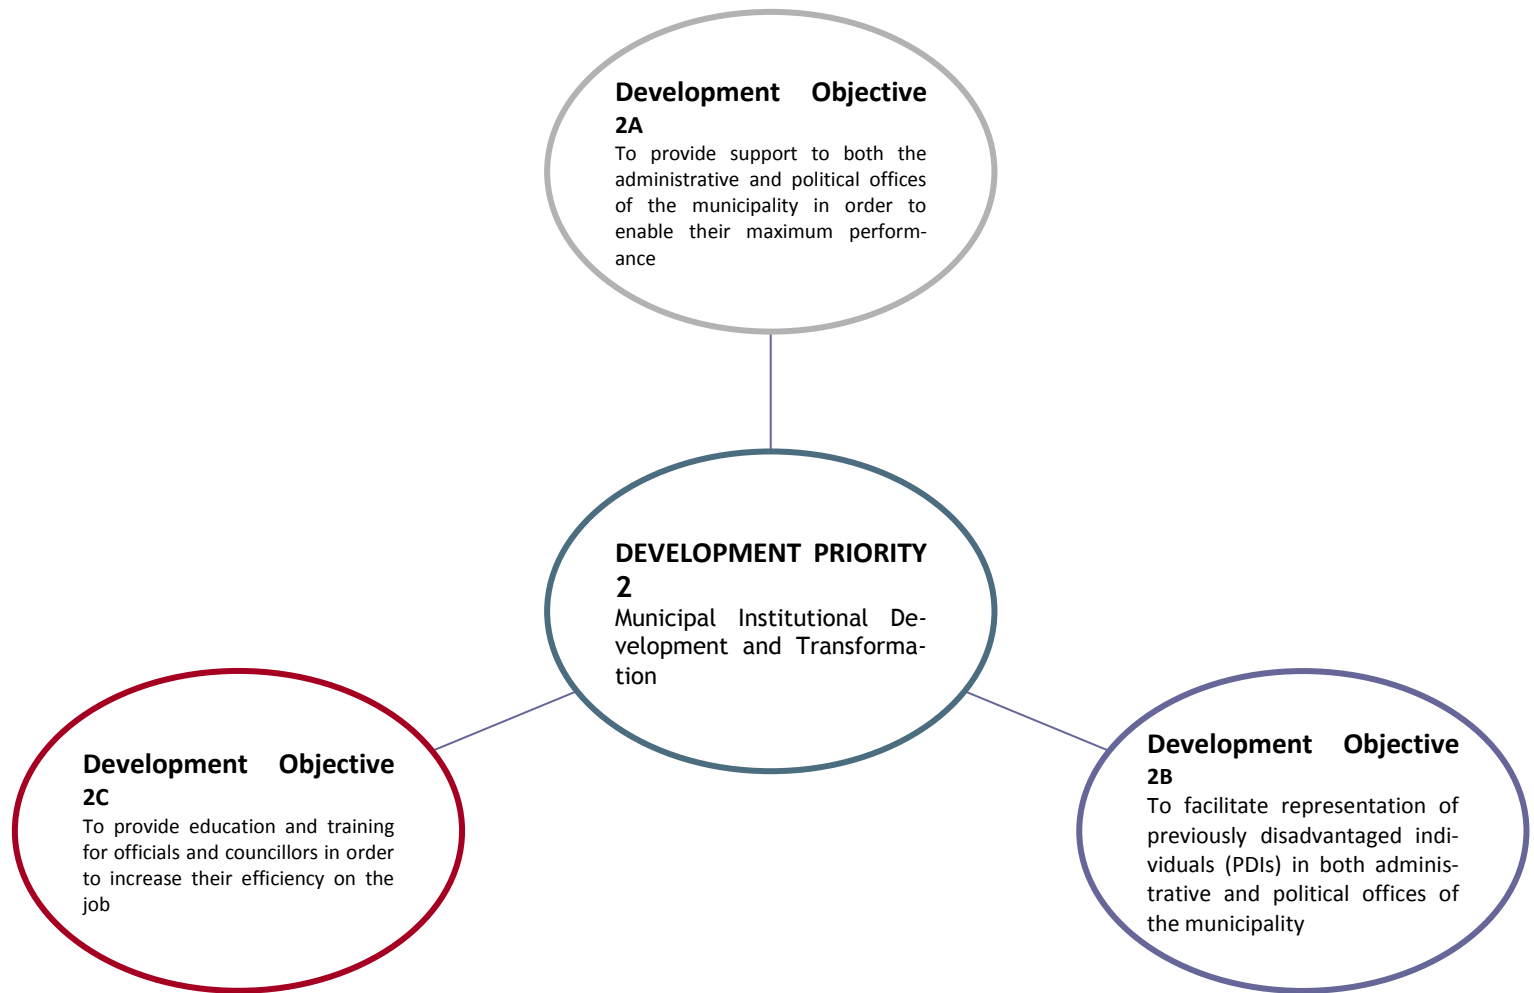 Development Objective
2A
To provide support to both the
administrative and political offices
of the municipality in order to
enable their maximum perform-
ance
DEVELOPMENT PRIORITY
2
Municipal Institutional De-
velopment and Transforma-
tion
Development Objective
2C
To provide education and training
for officials and councillors in order
to increase their efficiency on the
job
Development Objective
2B
To facilitate representation of
previously disadvantaged indi-
viduals (PDIs) in both adminis-
trative and political offices of
the municipality